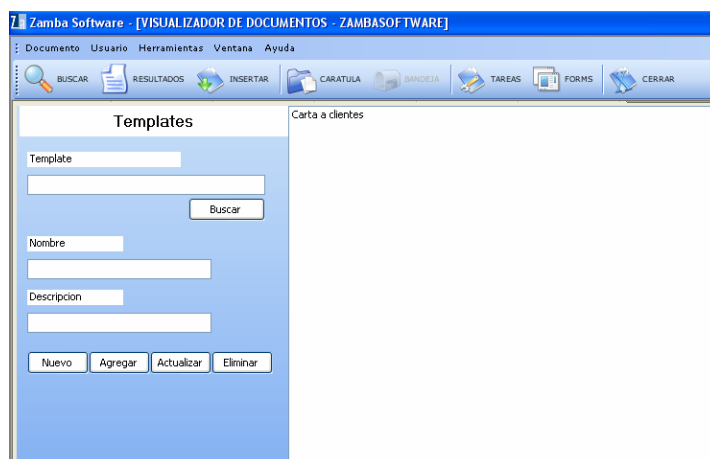 Za Zamba Software - [VISUALIZADOR DE DOCUMENTOS - ZAMBASOFTWARE]
Documento Usuario Herramientas Ventana Ayuda
BUSCAR RESULTADOS INSERTAR CARATULA BANDEJA TAREAS FORMS CERRAR
Templates
Carta a clientes
Template
Buscar
Nombre
Descripcion
Nuevo Agregar Actualizar Eliminar